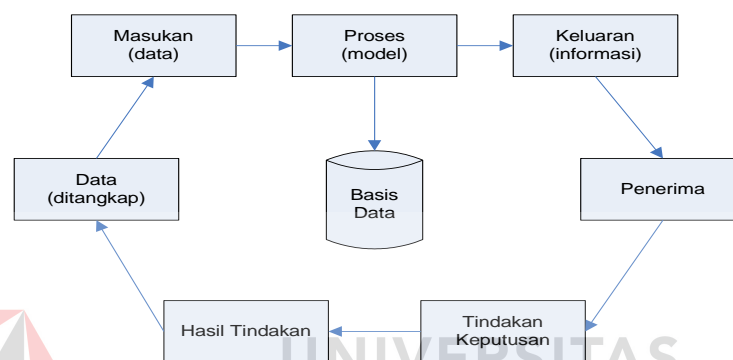 Masukan
(data)
Proses
(model)
Keluaran
(informasi)
Data
(ditangkap)
Basis
Data
Penerima
Hasil Tindakan
Tindakan
Keputusan
UNIVERSITAS